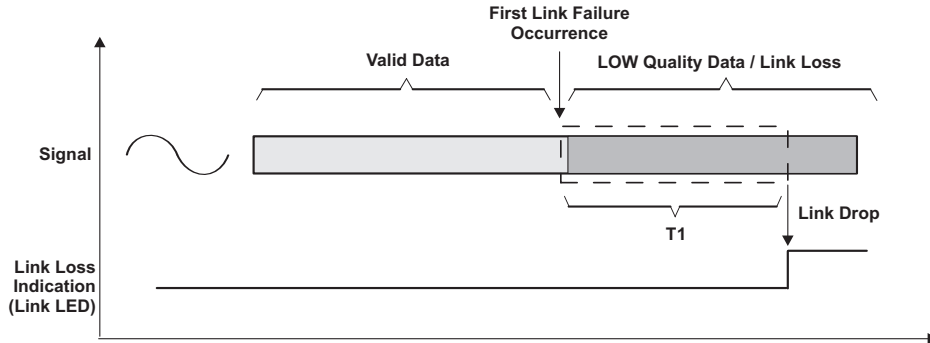 First Link Failure
Occurrence
Valid Data
LOW Quality Data / Link Loss
Signal
T1
Link Drop
Link Loss
Indication
(Link LED)